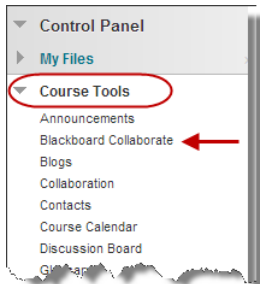 Control Panel
My Files
Course Tools
Announcements
Blackboard Collaborate
Blogs
Collaboration
Contacts
Course Calendar
Discussion Board